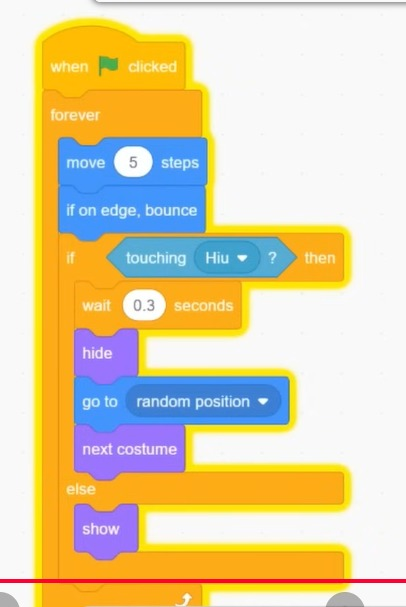 when clicked
forever
move 5 steps
if on edge, bounce
if touching Hiu ? then
wait 0.3 seconds
hide
go to random position
next costume
else
show